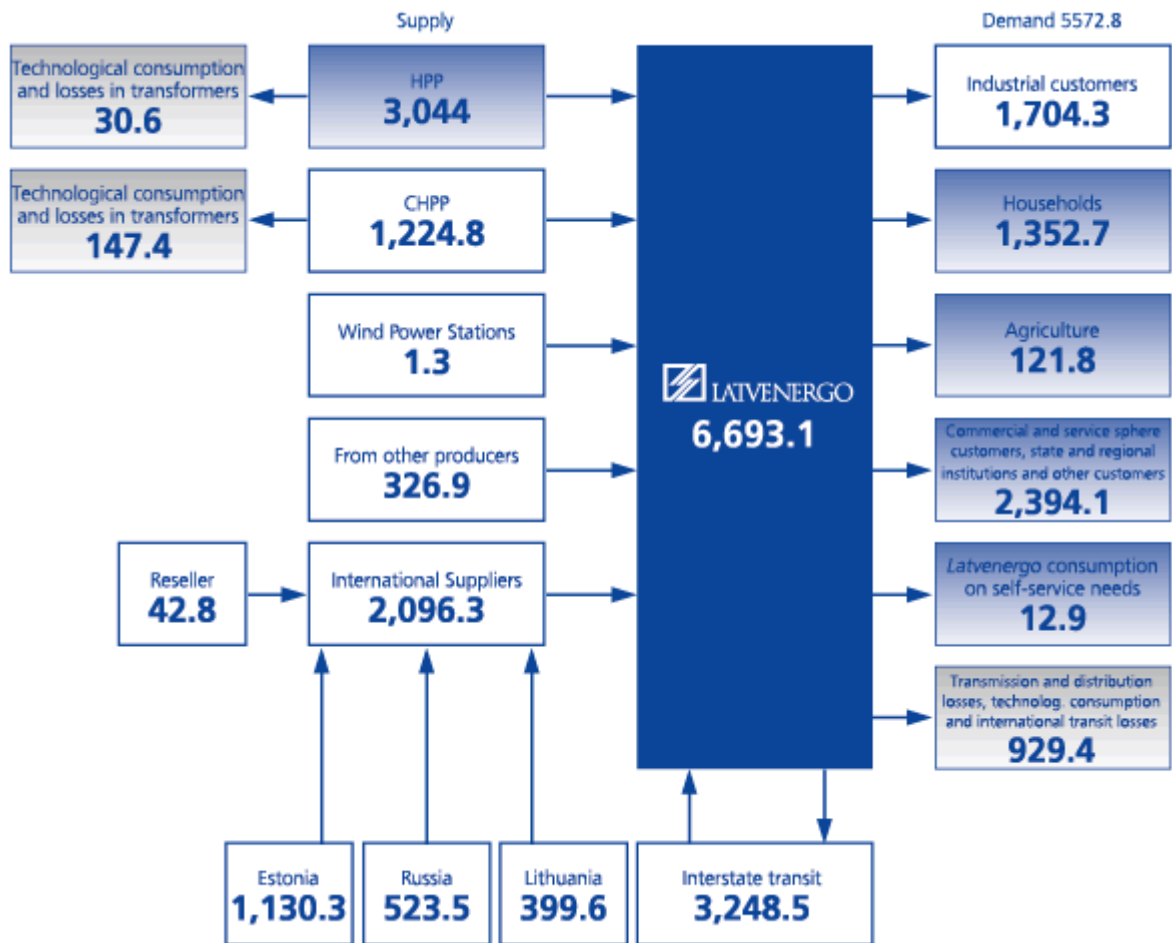 Supply
Demand 5572.8
Technological consumption
and losses in transformers
30.6
HPP
3,044
Industrial customers
1,704.3
Technological consumption
and losses in transformers
147.4
CHPP
1,224.8
Households
1,352.7
Wind Power Stations
1.3
Agriculture
121.8
LATVENERGO
6,693.1
From other producers
326.9
Commercial and service sphere
customers, state and regional
institutions and other customers
2,394.1
Reseller
42.8
International Suppliers
2,096.3
Latvenergo consumption
on self-service needs
12.9
Transmission and distribution
losses, technolog. consumption
and international transit losses
929.4
Estonia
1,130.3
Russia
523.5
Lithuania
399.6
Interstate transit
3,248.5